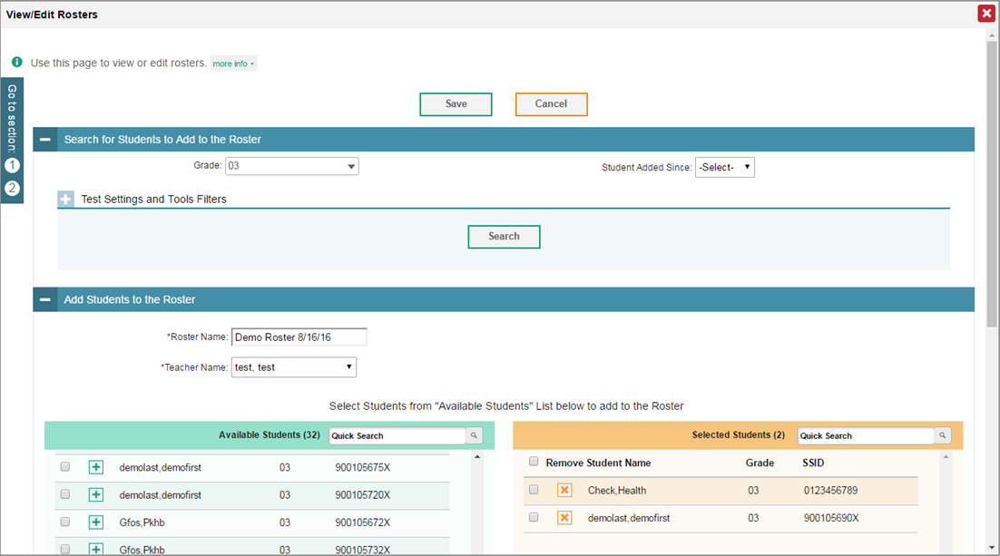 View/Edit Rosters
Use this page to view or edit rosters. more info
Go to section:
1
2
Save Cancel
Search for Students to Add to the Roster
Grade: 03 Student Added Since: -Select-
Test Settings and Tools Filters
Search
Add Students to the Roster
*Roster Name: Demo Roster 8/16/16
*Teacher Name: test, test
Select Students from "Available Students" List below to add to the Roster
Available Students (32) Quick Search
demolast,demofirst 03 900105675X
demolast,demofirst 03 900105720X
Gfos,Pkhb 03 900105672X
Gfos,Pkhb 03 900105732X
Selected Students (2) Quick Search
Remove Student Name Grade SSID
Check,Health 03 0123456789
demolast,demofirst 03 900105690X